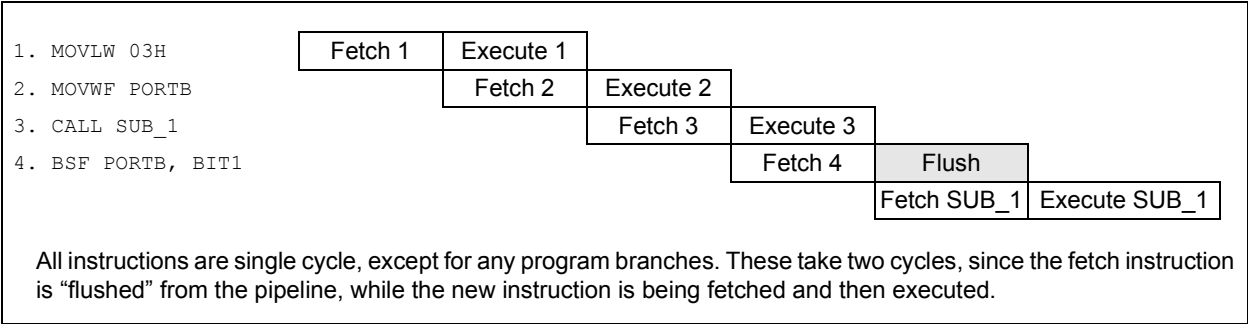 1. MOVLW 03H Fetch 1 Execute 1
2. MOVWF PORTB Fetch 2 Execute 2
3. CALL SUB_1 Fetch 3 Execute 3
4. BSF PORTB, BIT1 Fetch 4 Flush
Fetch SUB_1 Execute SUB_1
All instructions are single cycle, except for any program branches. These take two cycles, since the fetch instruction
is “flushed” from the pipeline, while the new instruction is being fetched and then executed.